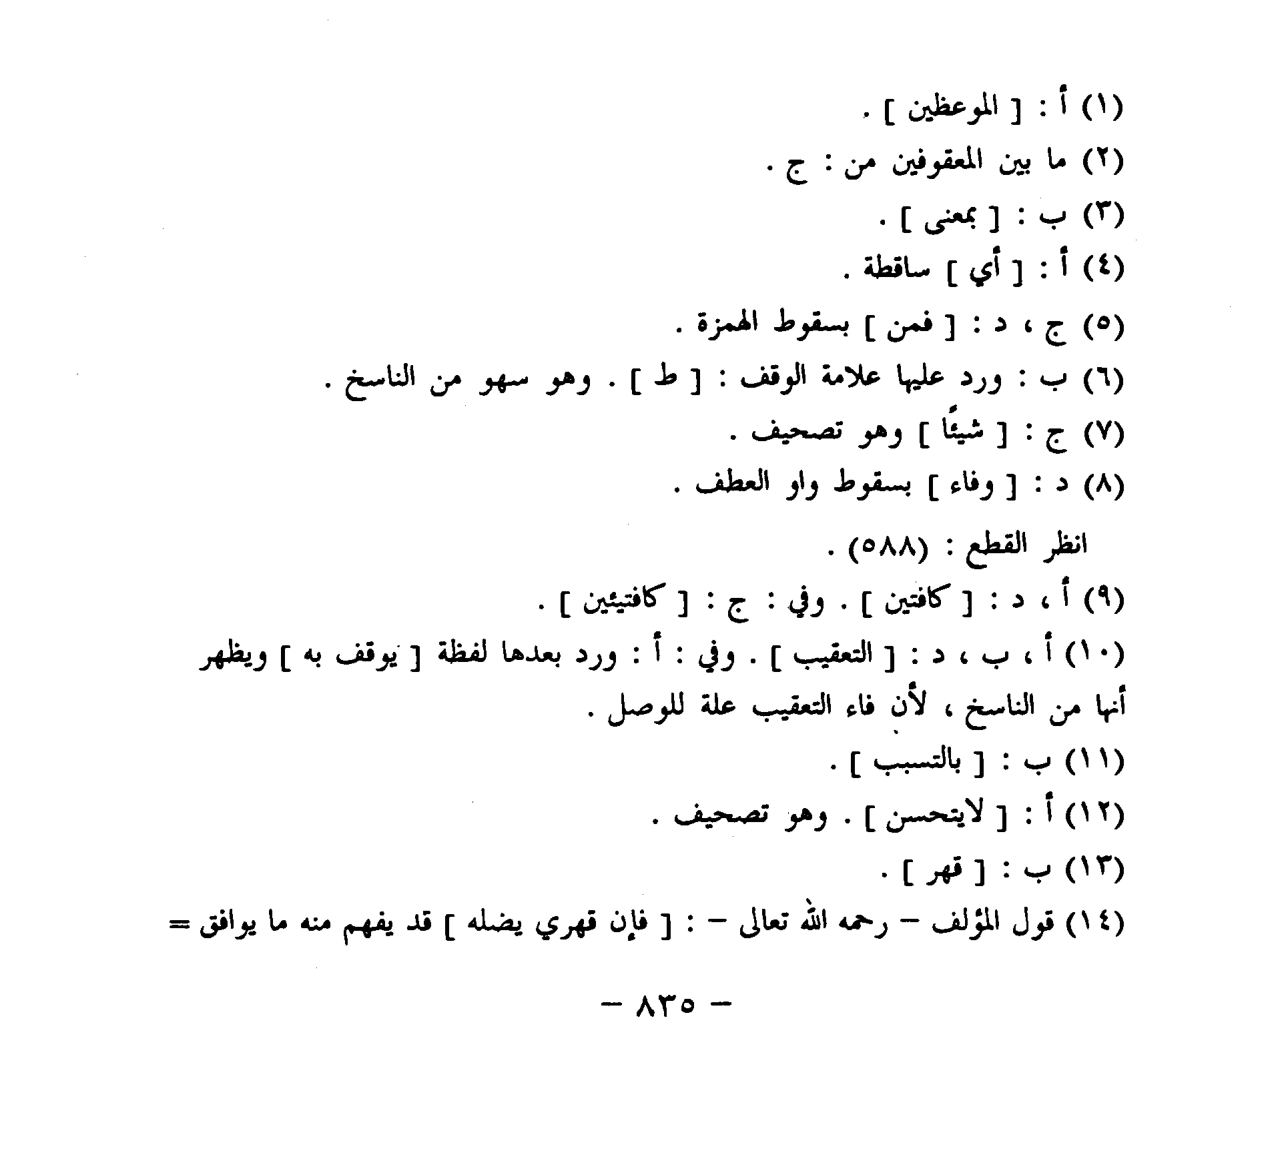 (١) أ : [ الموعظين ] .
(٢) ما بين المعقوفين من : ج .
(٣) ب : [ بمعنى ] .
(٤) أ : [ أي ] ساقطة .
(٥) ج ، د : [ فمن ] بسقوط الهمزة .
(٦) ب : ورد عليها علامة الوقف : [ ط ] . وهو سهو من الناسخ .
(٧) ج : [ شيئًا ] وهو تصحيف .
(٨) د : [ وفاء ] بسقوط واو العطف .
انظر القطع : (٥٨٨) .
(٩) أ ، د : [ كافتين ] . وفي : ج : [ كافتيئين ] .
(١٠) أ ، ب ، د : [ التعقيب ] . وفي : أ : ورد بعدها لفظة [ يوقف به ] ويظهر
أنها من الناسخ ، لأن فاء التعقيب علة للوصل .
(١١) ب : [ بالتسبب ] .
(١٢) أ : [ لايتحسن ] . وهو تصحيف .
(١٣) ب : [ قهر ] .
(١٤) قول المؤلف – رحمه الله تعالى – : [ فإن قهري يضله ] قد يفهم منه ما يوافق =
– ٨٣٥ –